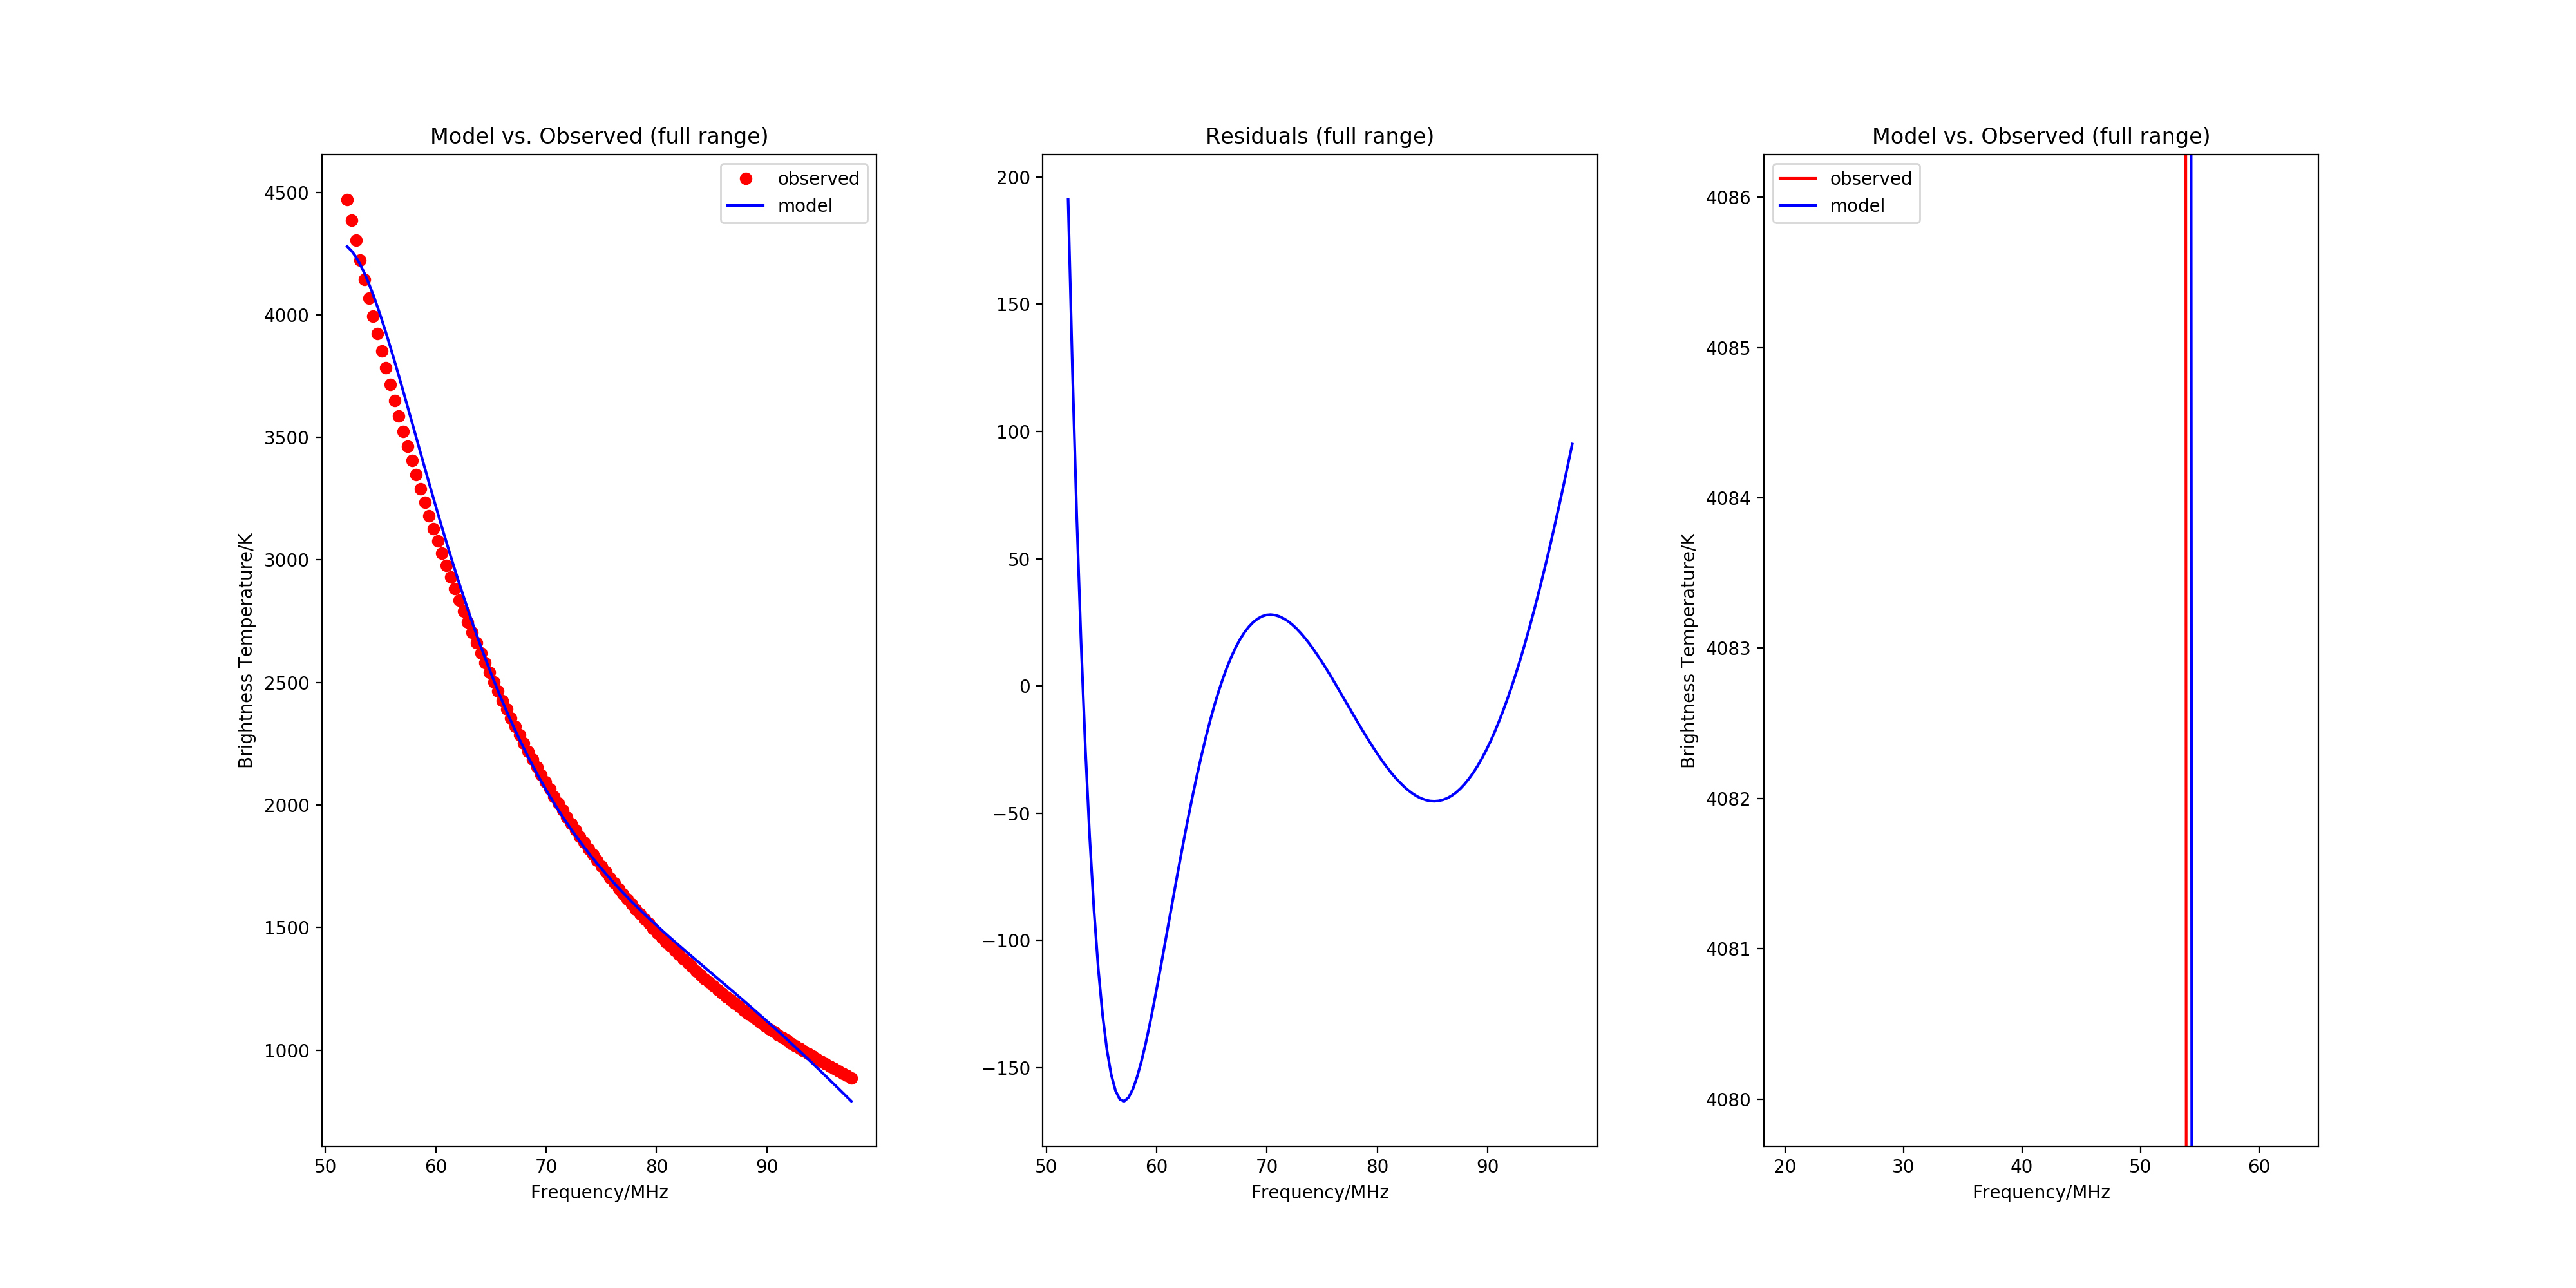 Model vs. Observed (full range)
observed
model
4500
4000
3500
3000
2500
2000
1500
1000
Brightness Temperature/K
50 60 70 80 90
Frequency/MHz
Residuals (full range)
200
150
100
50
0
−50
−100
−150
50 60 70 80 90
Frequency/MHz
Model vs. Observed (full range)
observed
model
4086
4085
4084
4083
4082
4081
4080
Brightness Temperature/K
20 30 40 50 60
Frequency/MHz